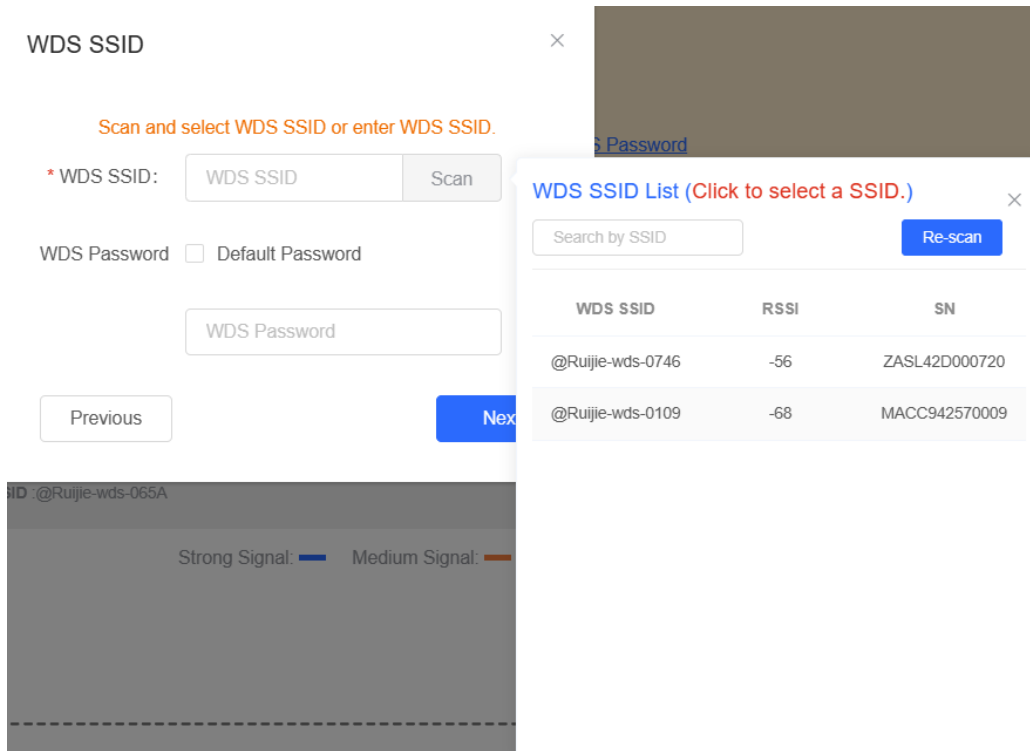 WDS SSID
Scan and select WDS SSID or enter WDS SSID.
* WDS SSID: WDS SSID Scan
WDS Password Default Password
WDS Password
Previous Nex
Password
WDS SSID List (Click to select a SSID.)
Search by SSID Re-scan
WDS SSID RSSI SN
@Ruijie-wds-0746 -56 ZASL42D000720
@Ruijie-wds-0109 -68 MACC942570009
SID :@Ruijie-wds-065A
Strong Signal: Medium Signal: